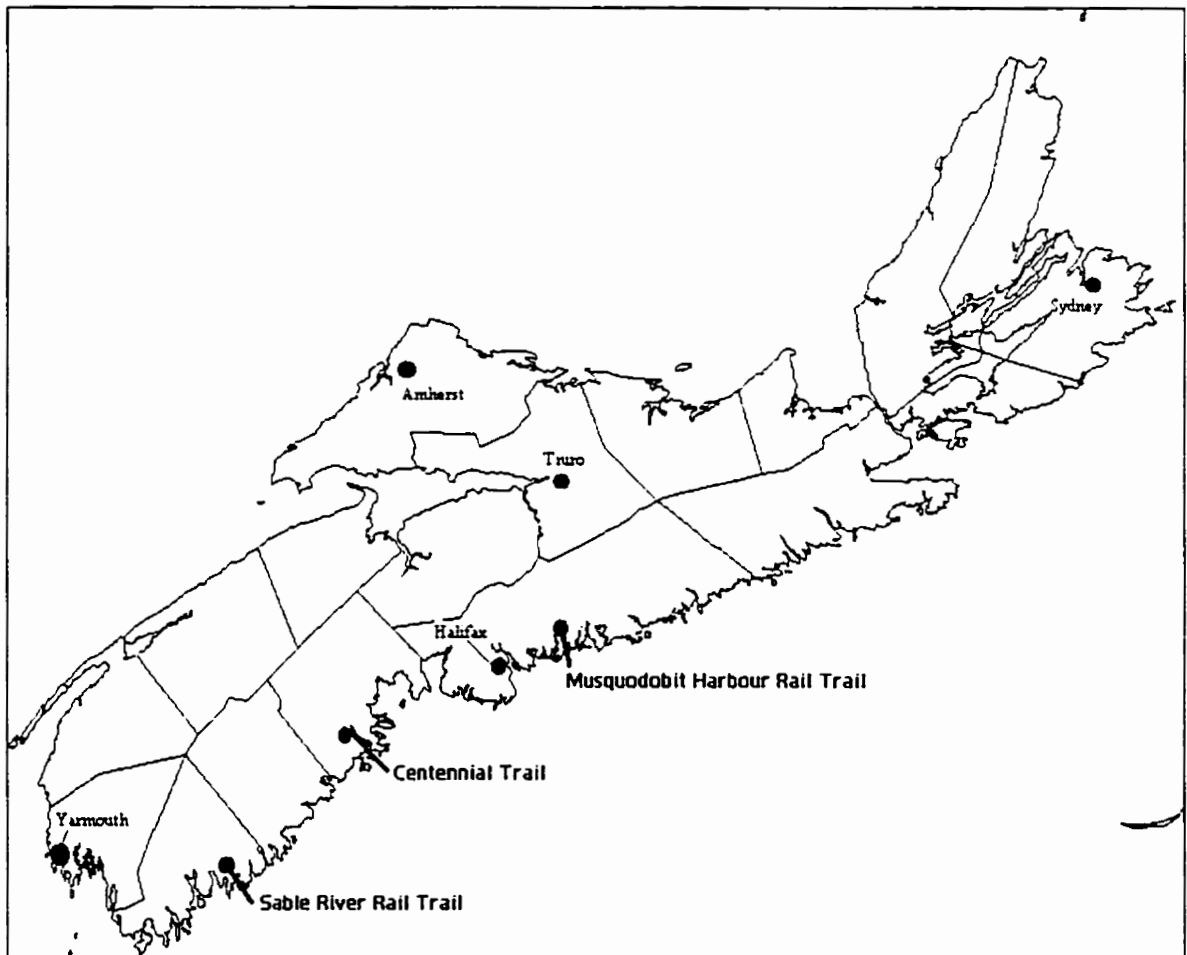 Sydney
Amherst
Truro
Halifax
Musquodobit Harbour Rail Trail
Centennial Trail
Yarmouth
Sable River Rail Trail